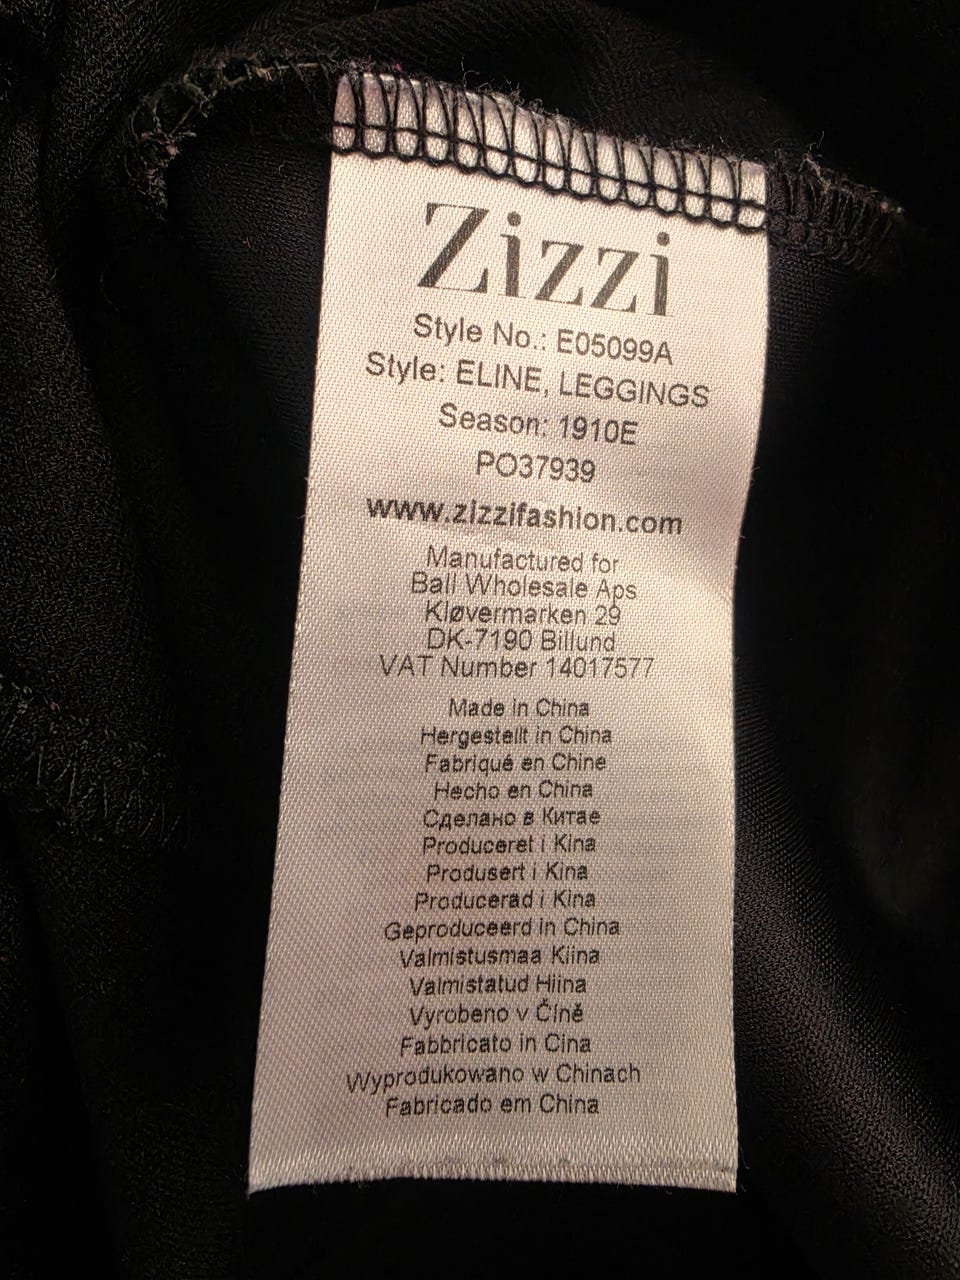 Zizzi
Style No.: E05099A
Style: ELINE, LEGGINGS
Season: 1910E
PO37939
www.zizzifashion.com
Manufactured for
Ball Wholesale Aps
Kløvermarken 29
DK-7190 Billund
VAT Number 14017577
Made in China
Hergestellt in China
Fabriqué en Chine
Hecho en China
Сделано в Китае
Produceret i Kina
Produsert i Kina
Producerad i Kina
Geproduceerd in China
Valmistusmaa Kiina
Valmistatud Hiina
Vyrobeno v Číně
Fabbricato in Cina
Wyprodukowano w Chinach
Fabricado em China